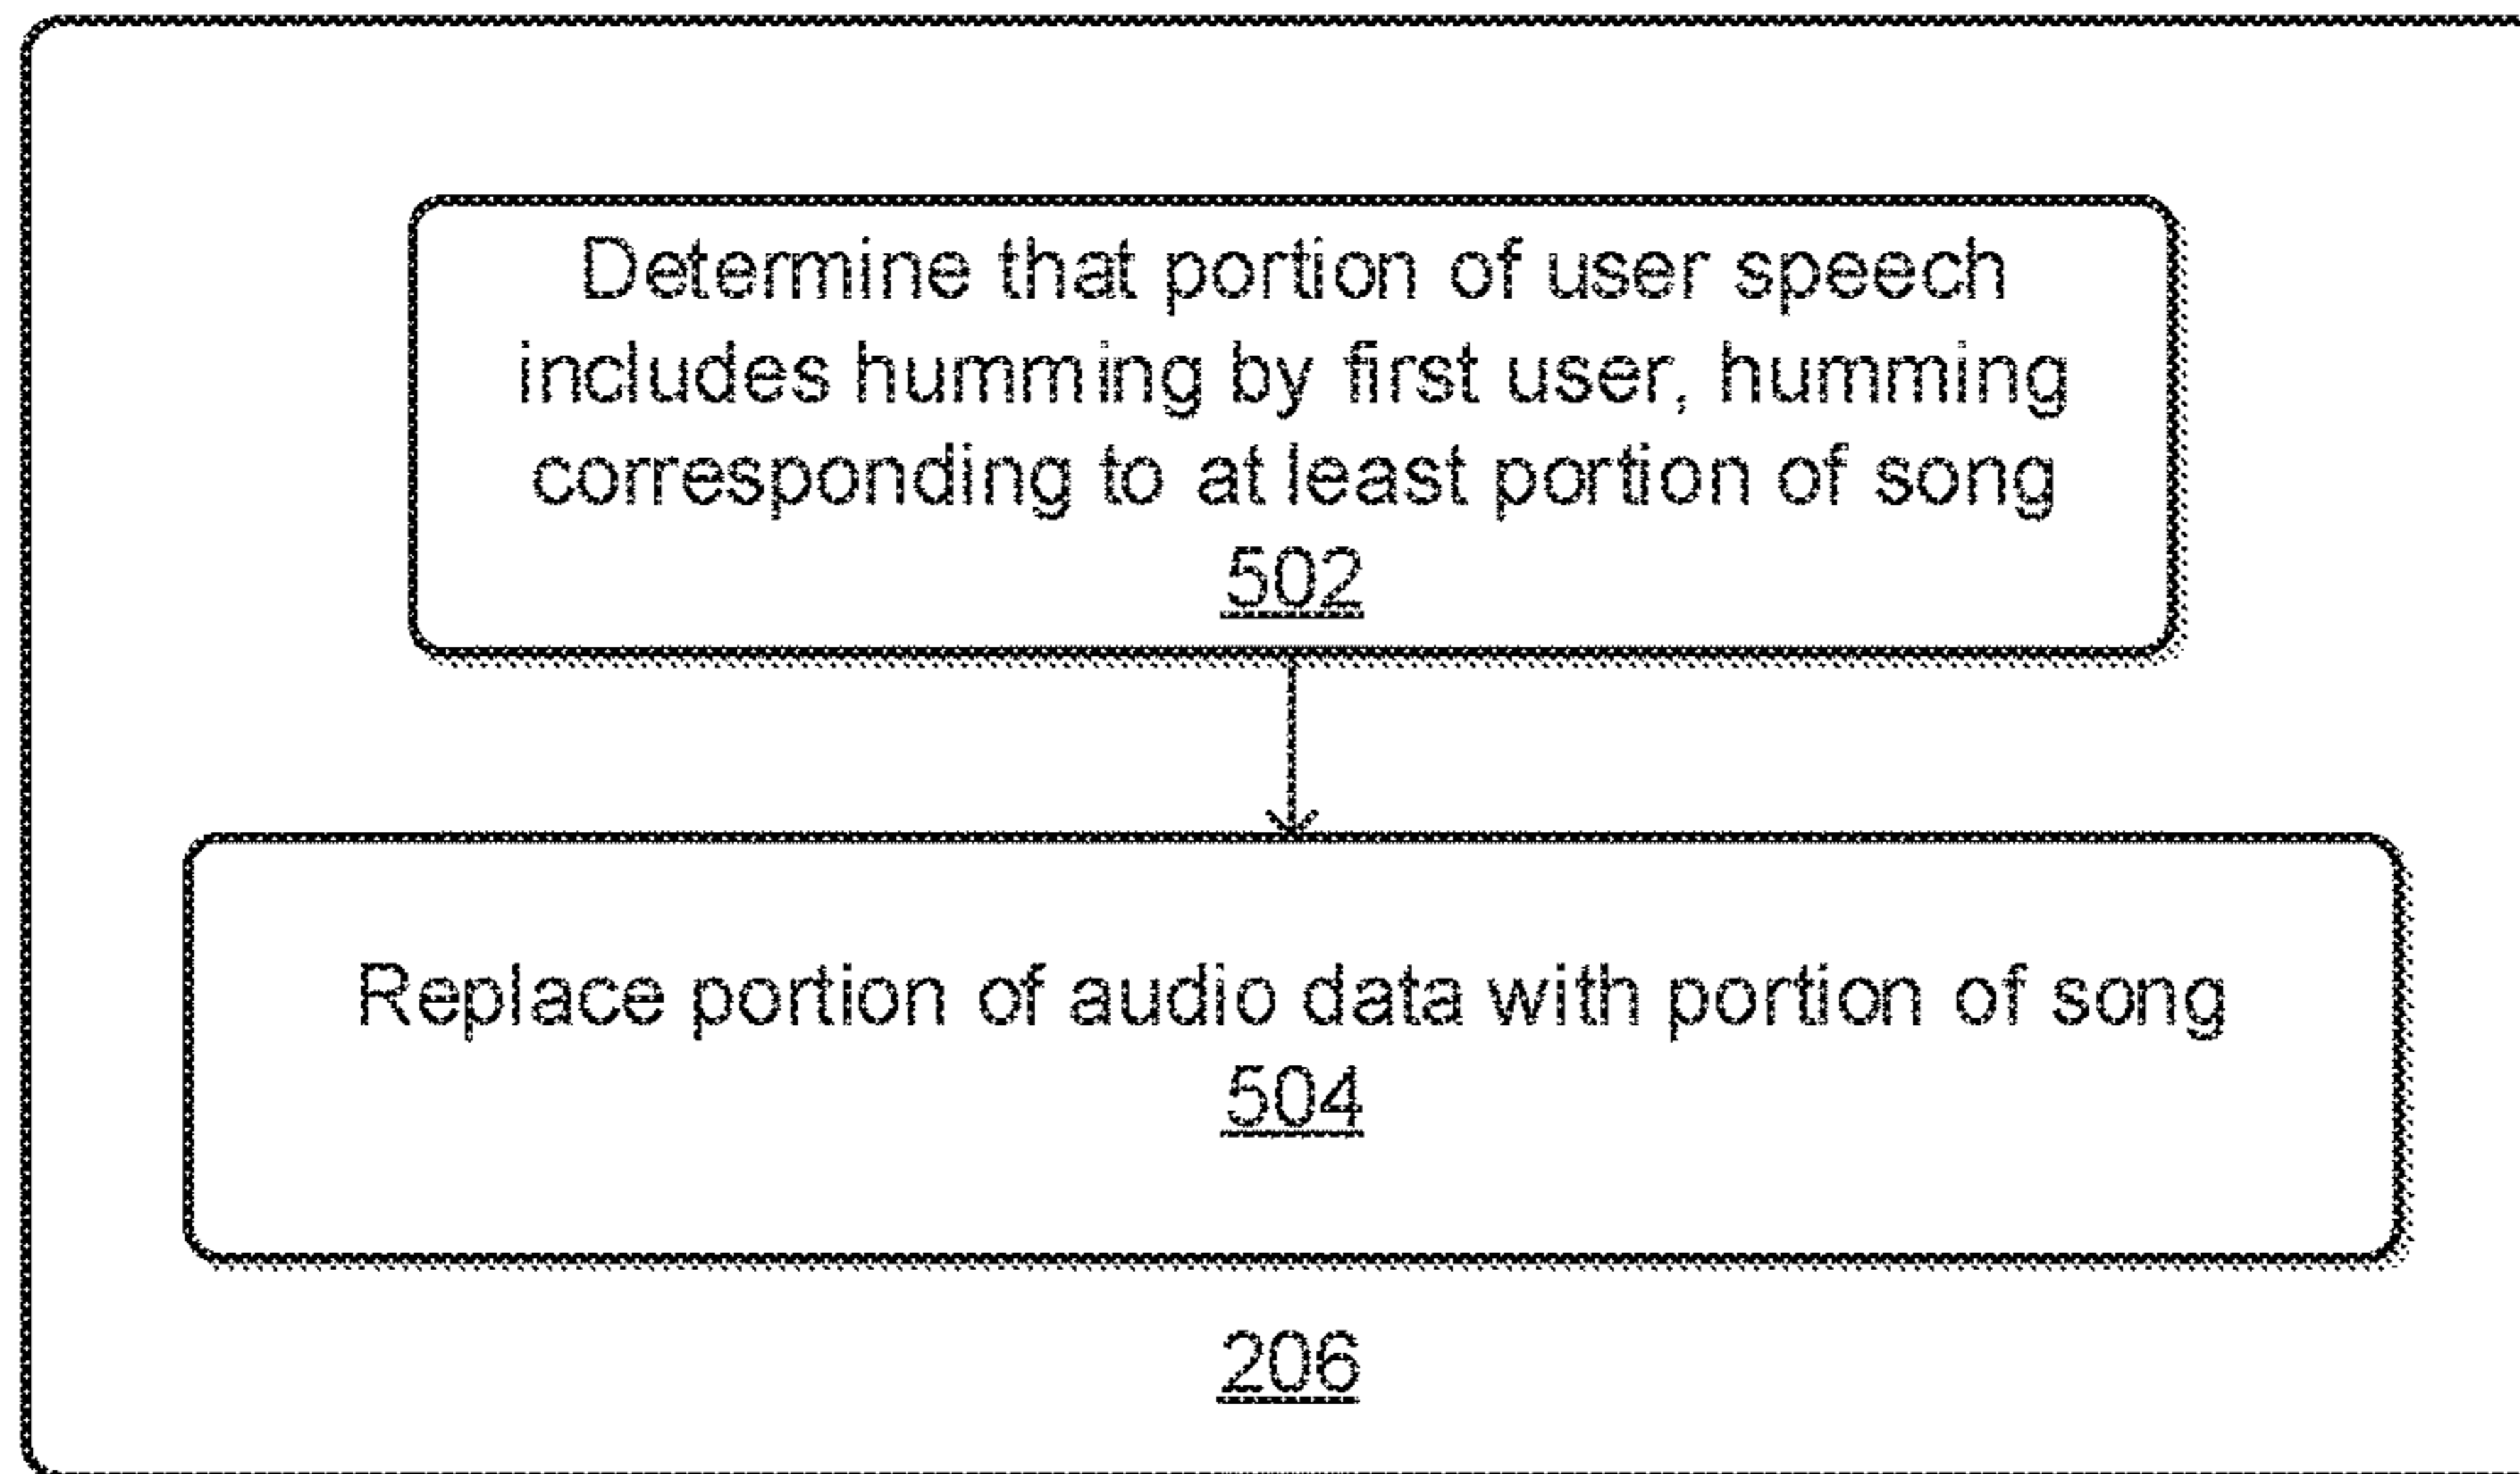 Determine that portion of user speech
includes humming by first user, humming
corresponding to at least portion of song
502
Replace portion of audio data with portion of song
504
206